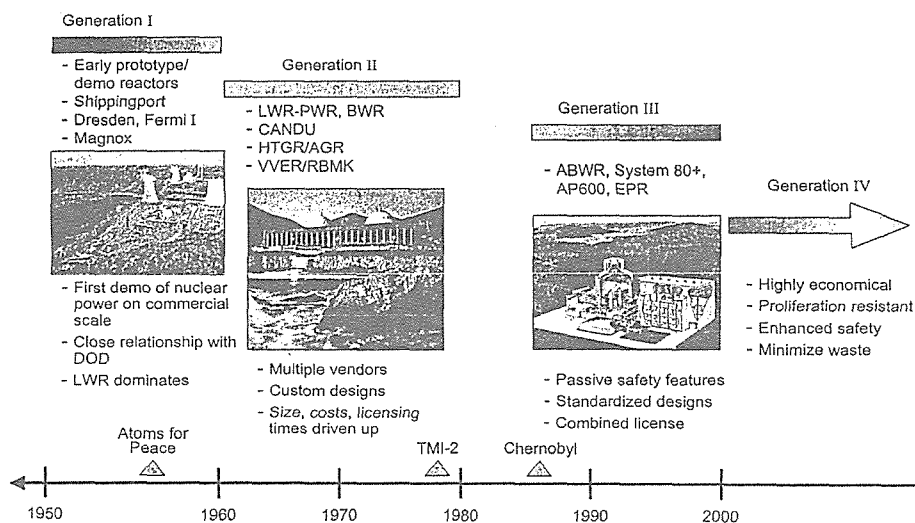 Generation I
- Early prototype/
demo reactors
- Shippingport
- Dresden, Fermi I
- Magnox
- First demo of nuclear
power on commercial
scale
- Close relationship with
DOD
- LWR dominates
Generation II
- LWR-PWR, BWR
- CANDU
- HTGR/AGR
- VVER/RBMK
- Multiple vendors
- Custom designs
- Size, costs, licensing
times driven up
Generation III
- ABWR, System 80+,
AP600, EPR
- Passive safety features
- Standardized designs
- Combined license
Generation IV
- Highly economical
- Proliferation resistant
- Enhanced safety
- Minimize waste
Atoms for
Peace
TMI-2
Chernobyl
1950
1960
1970
1980
1990
2000